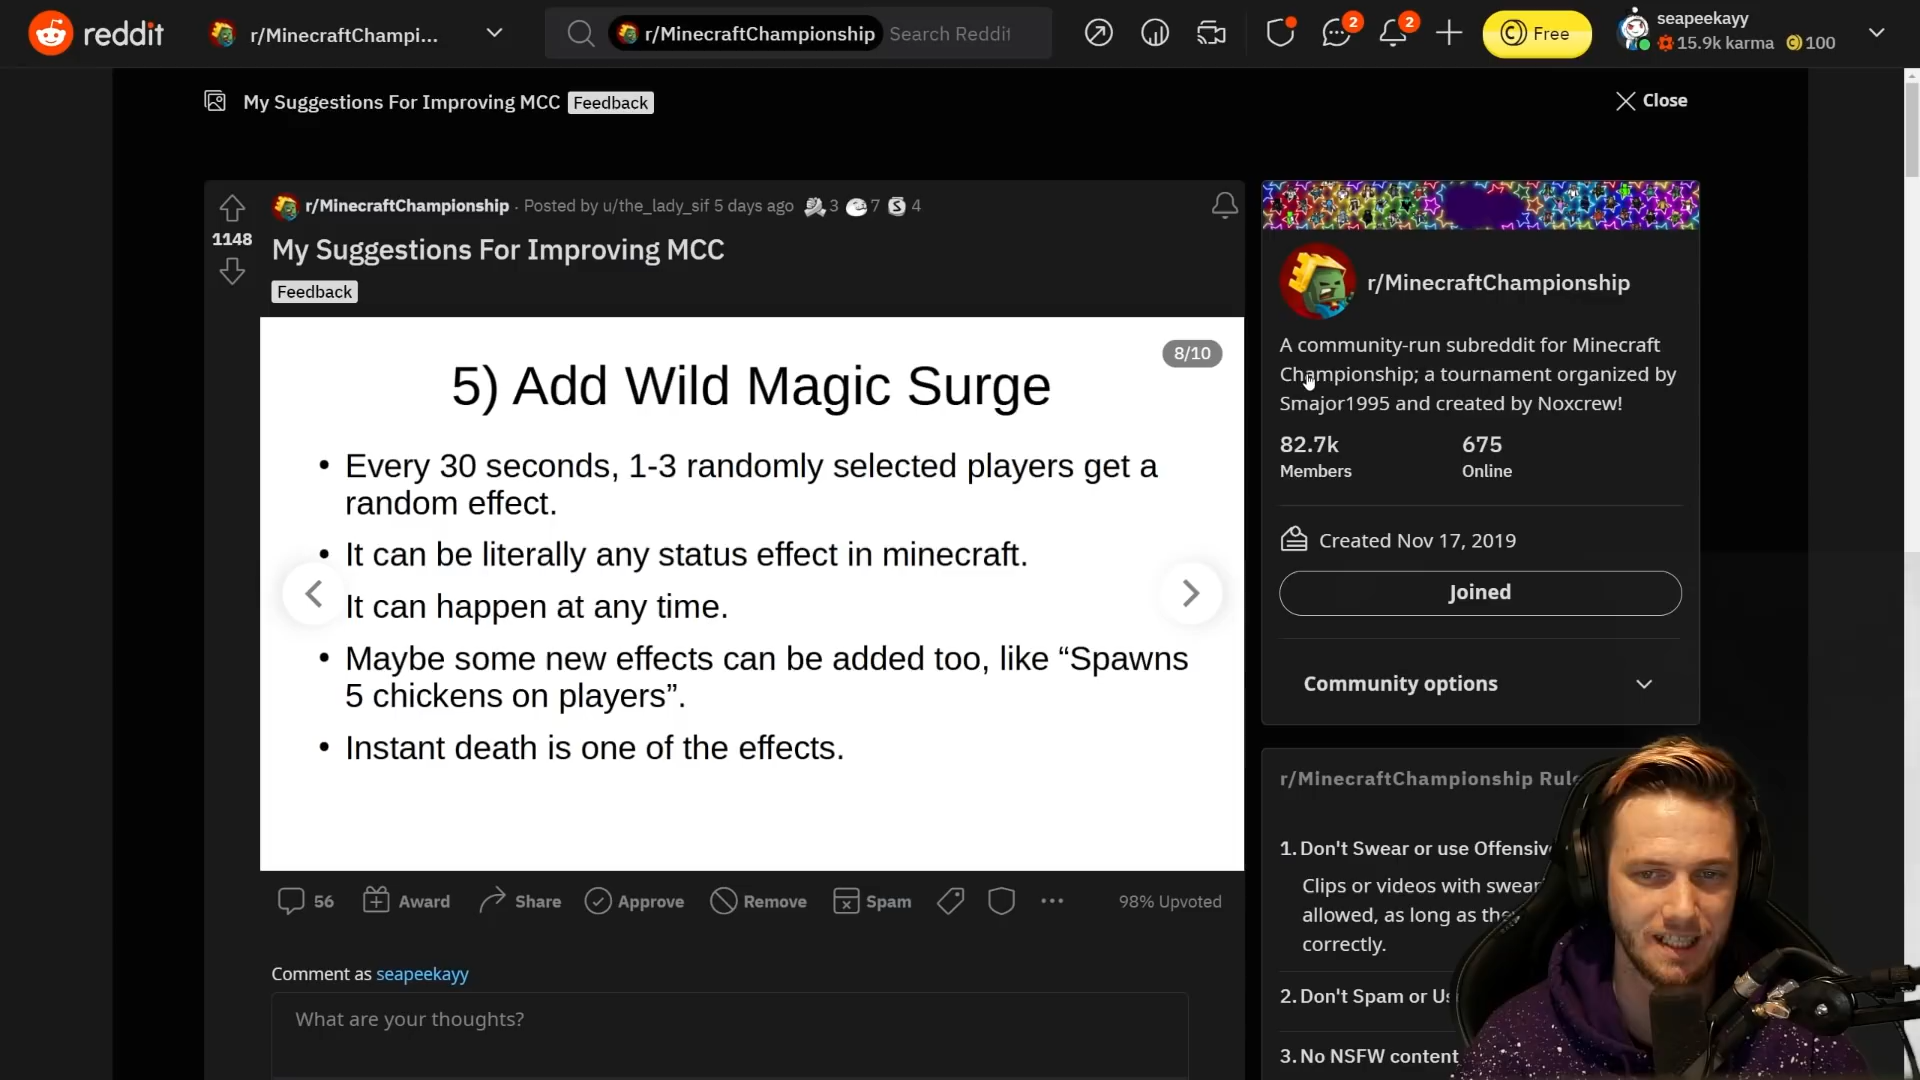 reddit
r/MinecraftChampi...
r/MinecraftChampionship
Search Reddit
2
2
Free
seapeekayy
15.9k karma
100
My Suggestions For Improving MCC
Feedback
Close
1148
r/MinecraftChampionship · Posted by u/the_lady_sif 5 days ago
3
7
4
My Suggestions For Improving MCC
Feedback
8/10
5) Add Wild Magic Surge
• Every 30 seconds, 1-3 randomly selected players get a
random effect.
• It can be literally any status effect in minecraft.
It can happen at any time.
• Maybe some new effects can be added too, like “Spawns
5 chickens on players”.
• Instant death is one of the effects.
56
Award
Share
Approve
Remove
Spam
98% Upvoted
Comment as seapeekayy
What are your thoughts?
r/MinecraftChampionship
A community-run subreddit for Minecraft
Championship; a tournament organized by
Smajor1995 and created by Noxcrew!
82.7k
675
Members
Online
Created Nov 17, 2019
Joined
Community options
r/MinecraftChampionship
1. Don't Swear or use
Clips or videos with
allowed, as long as
correctly.
2. Don't Spam or
3. No NSFW content